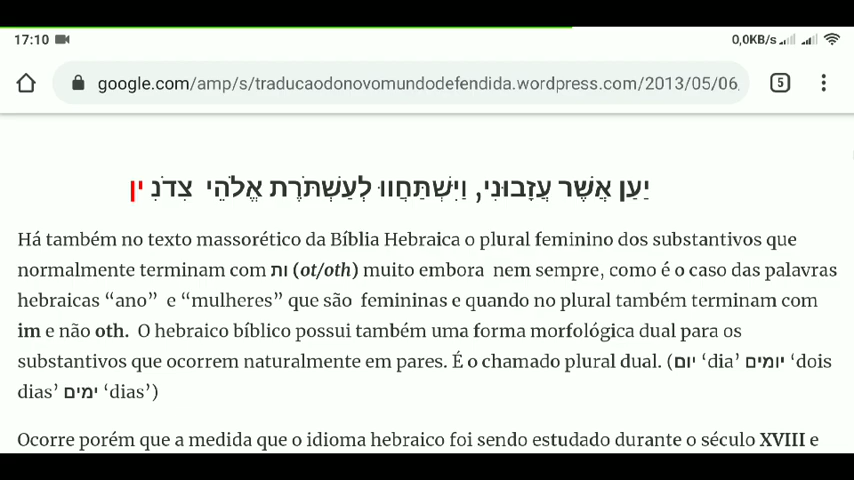 17:10
0,0KB/s
google.com/amp/s/traducaodonovomundodefendida.wordpress.com/2013/05/06
5
יַעַן אֲשֶׁר עֲזָבוּנִי, וַיִּשְׁתַּחֲווּ לְעַשְׁתֹּרֶת אֱלֹהֵי צִדֹנִ ין
Há também no texto massorético da Bíblia Hebraica o plural feminino dos substantivos que
normalmente terminam com ות (ot/oth) muito embora nem sempre, como é o caso das palavras
hebraicas “ano” e “mulheres” que são femininas e quando no plural também terminam com
im e não oth. O hebraico bíblico possui também uma forma morfológica dual para os
substantivos que ocorrem naturalmente em pares. É o chamado plural dual. (יום ‘dia’ יומים ‘dois
dias’ ימים ‘dias’)
Ocorre porém que a medida que o idioma hebraico foi sendo estudado durante o século XVIII e